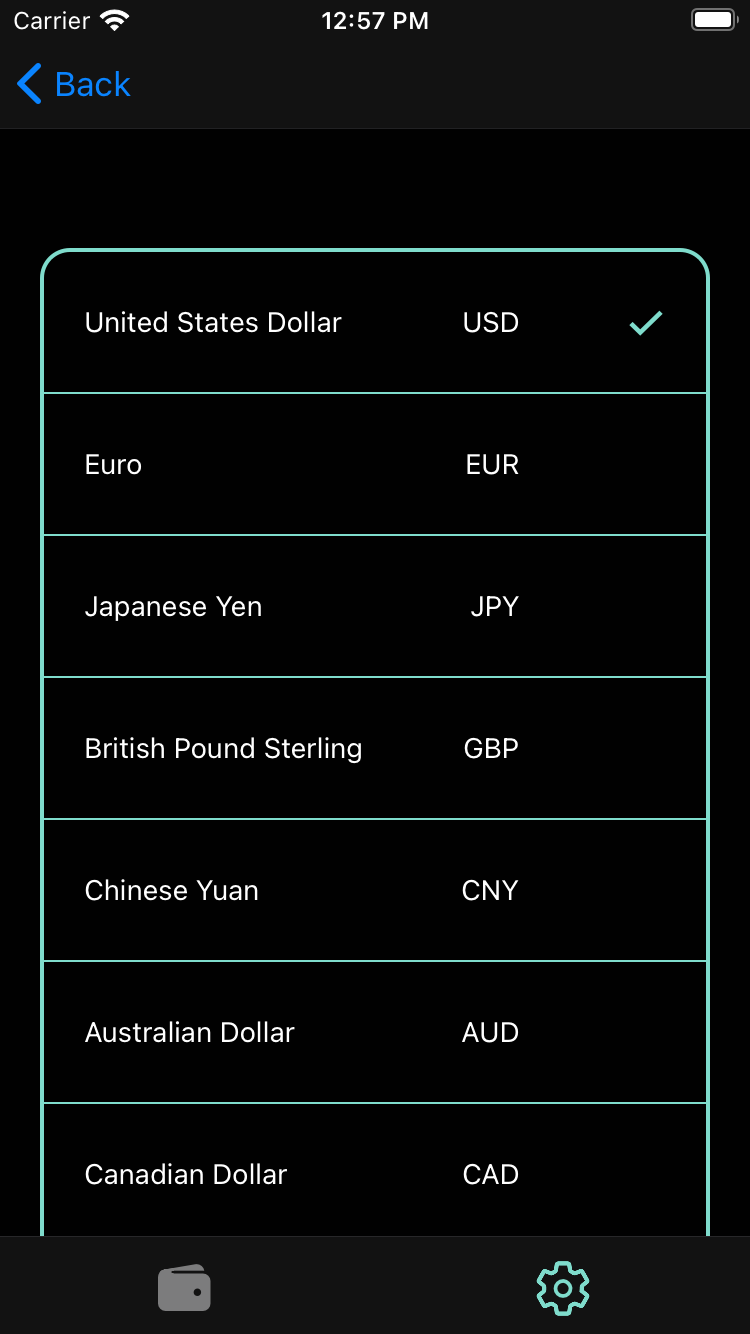 Carrier 12:57 PM
Back
United States Dollar USD
Euro EUR
Japanese Yen JPY
British Pound Sterling GBP
Chinese Yuan CNY
Australian Dollar AUD
Canadian Dollar CAD